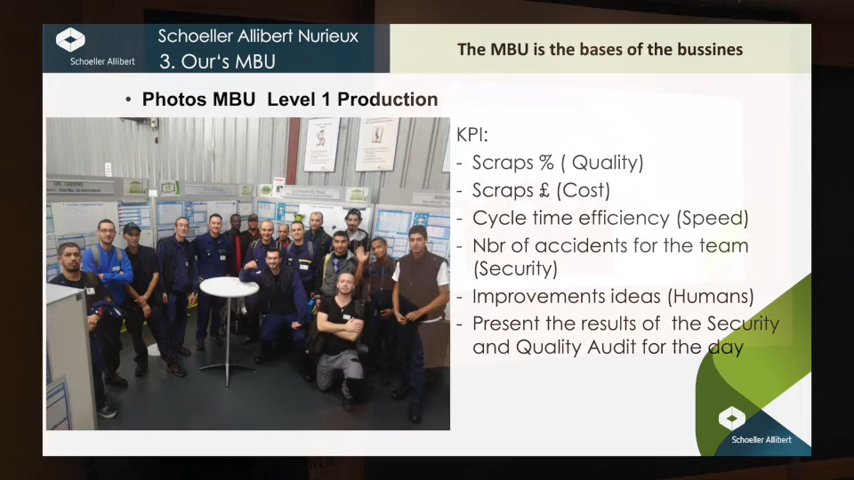 Schoeller Allibert Nurieux
3. Our's MBU
Schoeller Allibert
The MBU is the bases of the bussines
• Photos MBU Level 1 Production
KPI:
- Scraps % ( Quality)
- Scraps £ (Cost)
- Cycle time efficiency (Speed)
- Nbr of accidents for the team
(Security)
- Improvements ideas (Humans)
- Present the results of the Security
and Quality Audit for the day
Schoeller Allibert